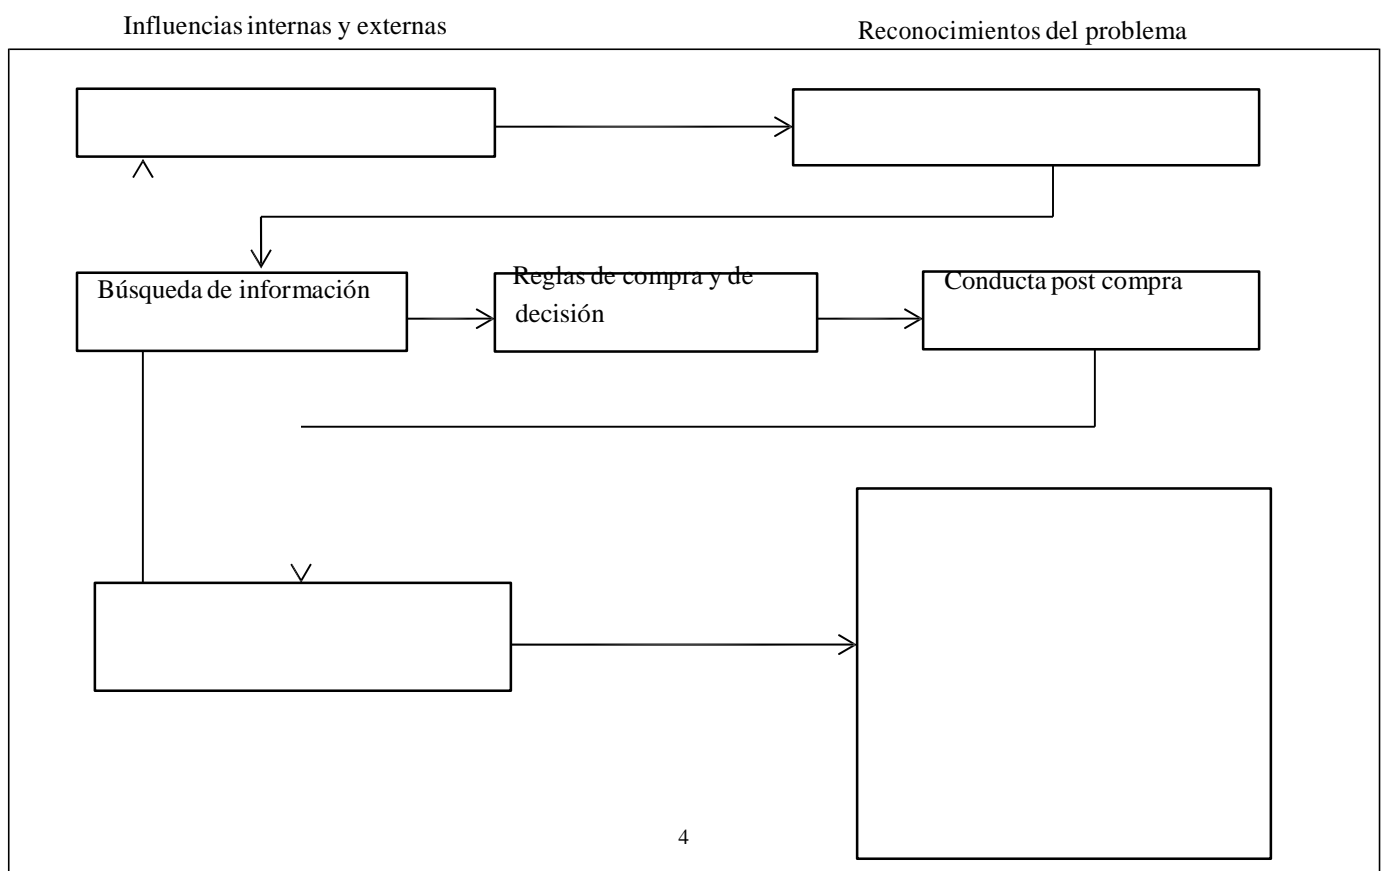 Influencias internas y externas
Reconocimientos del problema
Búsqueda de información
Reglas de compra y de
decisión
Conducta post compra
4